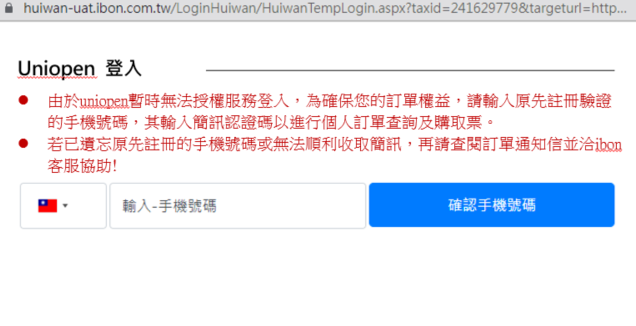 huiwan-uat.ibon.com.tw/LoginHuiwan/HuiwanTempLogin.aspx?taxid=241629779&targeturl=http...
Uniopen 登入
由於uniopen暫時無法授權服務登入，為確保您的訂單權益，請輸入原先註冊驗證
的手機號碼，其輸入簡訊認證碼以進行個人訂單查詢及購取票。
若已遺忘原先註冊的手機號碼或無法順利收取簡訊，再請查閱訂單通知信並洽ibon
客服協助!
輸入-手機號碼
確認手機號碼